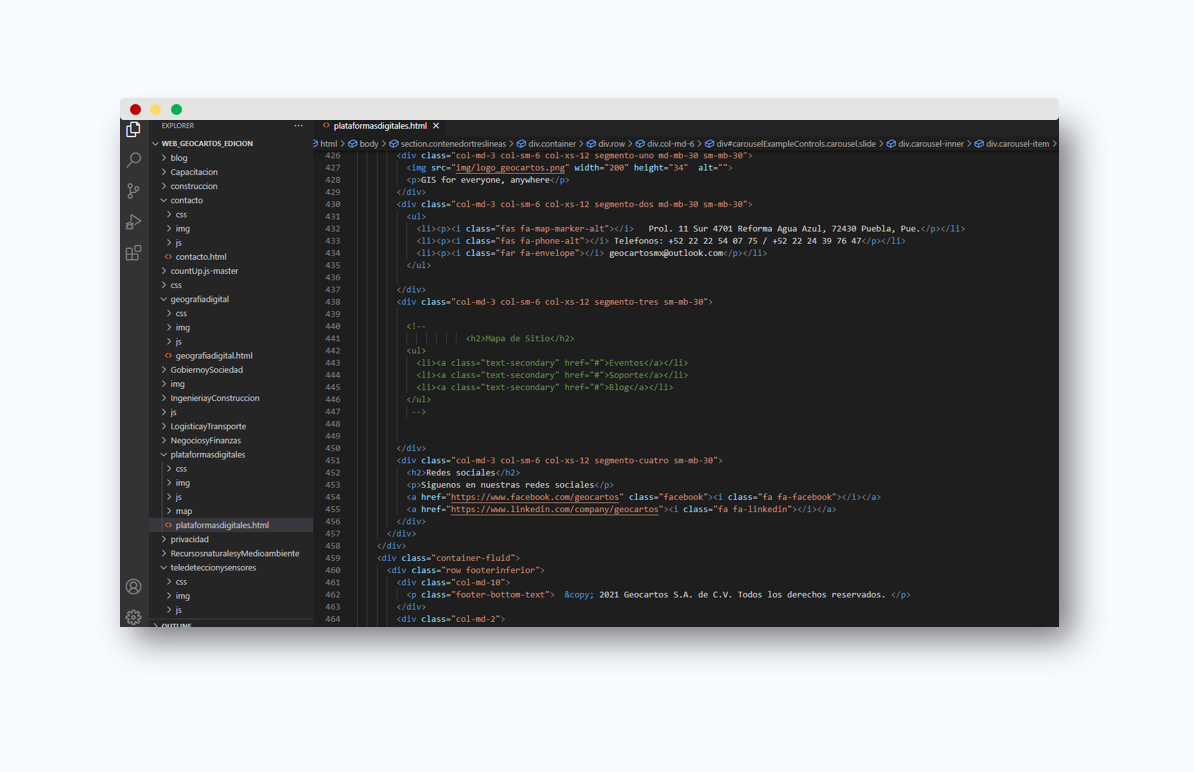 EXPLORER ···
WEB_GEOCARTOS_EDICION
blog
Capacitacion
construccion
contacto
css
img
js
<> contacto.html
countUp.js-master
css
geografiadigital
css
img
js
<> geografiadigital.html
GobiernoySociedad
img
IngenieriayConstruccion
js
LogisticayTransporte
NegociosyFinanzas
plataformasdigitales
css
img
js
map
<> plataformasdigitales.html
privacidad
RecursosnaturalesyMedioambiente
teledeteccionysensores
css
img
js
OUTLINE
<> plataformasdigitales.html ×
html > body > section.contenedortreslineas > div.container > div.row > div.col-md-6 > div#carouselExampleControls.carousel.slide > div.carousel-inner > div.carousel-item >
426 <div class="col-md-3 col-sm-6 col-xs-12 segmento-uno md-mb-30 sm-mb-30">
427 <img src="img/logo_geocartos.png" width="200" height="34"  alt="">
428 <p>GIS for everyone, anywhere</p>
429 </div>
430 <div class="col-md-3 col-sm-6 col-xs-12 segmento-dos md-mb-30 sm-mb-30">
431 <ul>
432 <li><p><i class="fas fa-map-marker-alt"></i>   Prol. 11 Sur 4701 Reforma Agua Azul, 72430 Puebla, Pue.</p></li>
433 <li><p><i class="fas fa-phone-alt"></i> Telefonos: +52 22 22 54 07 75 / +52 22 24 39 76 47</p></li>
434 <li><p><i class="far fa-envelope"></i> geocartosmx@outlook.com</p></li>
435 </ul>
436
437 </div>
438 <div class="col-md-3 col-sm-6 col-xs-12 segmento-tres sm-mb-30">
439
440 <!--
441 <h2>Mapa de Sitio</h2>
442 <ul>
443 <li><a class="text-secondary" href="#">Eventos</a></li>
444 <li><a class="text-secondary" href="#">Soporte</a></li>
445 <li><a class="text-secondary" href="#">Blog</a></li>
446 </ul>
447 -->
448
449
450 </div>
451 <div class="col-md-3 col-sm-6 col-xs-12 segmento-cuatro sm-mb-30">
452 <h2>Redes sociales</h2>
453 <p>Siguenos en nuestras redes sociales</p>
454 <a href="https://www.facebook.com/geocartos" class="facebook"><i class="fa fa-facebook"></i></a>
455 <a href="https://www.linkedin.com/company/geocartos"><i class="fa fa-linkedin"></i></a>
456 </div>
457 </div>
458 </div>
459 <div class="container-fluid">
460 <div class="row footerinferior">
461 <div class="col-md-10">
462 <p class="footer-bottom-text">  &copy; 2021 Geocartos S.A. de C.V. Todos los derechos reservados. </p>
463 </div>
464 <div class="col-md-2">